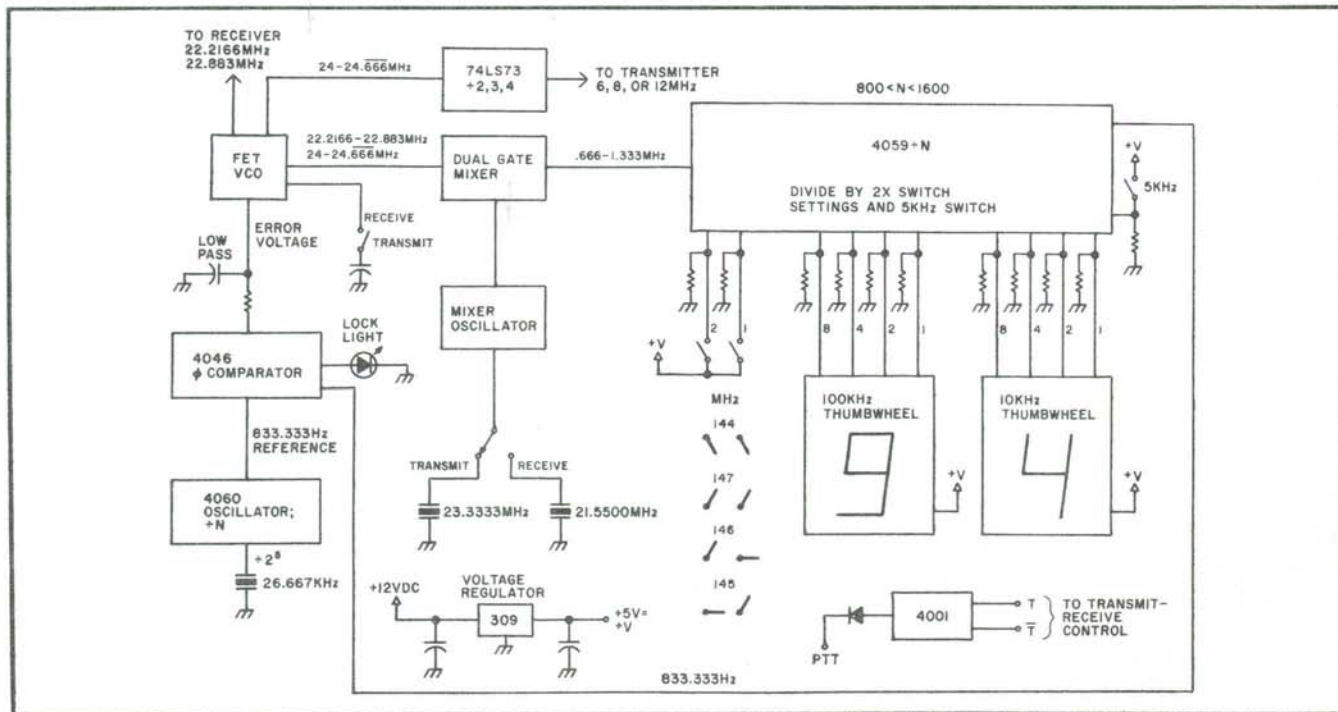 TO RECEIVER
22.2166MHz
22.883MHz
24-24.666MHz
74LS73
÷2,3,4
TO TRANSMITTER
6, 8, OR 12MHz
800<N<1600
FET
VCO
22.2166-22.883MHz
24-24.666MHz
DUAL GATE
MIXER
.666-1.333MHz
4059÷N
DIVIDE BY 2X SWITCH
SETTINGS AND 5KHz SWITCH
+V
5KHz
ERROR
VOLTAGE
RECEIVE
TRANSMIT
LOW
PASS
MIXER
OSCILLATOR
LOCK
LIGHT
4046
φ COMPARATOR
2
1
8
4
2
1
8
4
2
1
+V
MHz
144
147
146
145
100KHz
THUMBWHEEL
9
+V
10KHz
THUMBWHEEL
4
+V
833.333Hz
REFERENCE
TRANSMIT
RECEIVE
23.3333MHz
21.5500MHz
4060
OSCILLATOR;
÷N
26.667KHz
+12VDC
VOLTAGE
REGULATOR
309
+5V=
+V
4001
T
T̅
TO TRANSMIT-
RECEIVE
CONTROL
PTT
833.333Hz